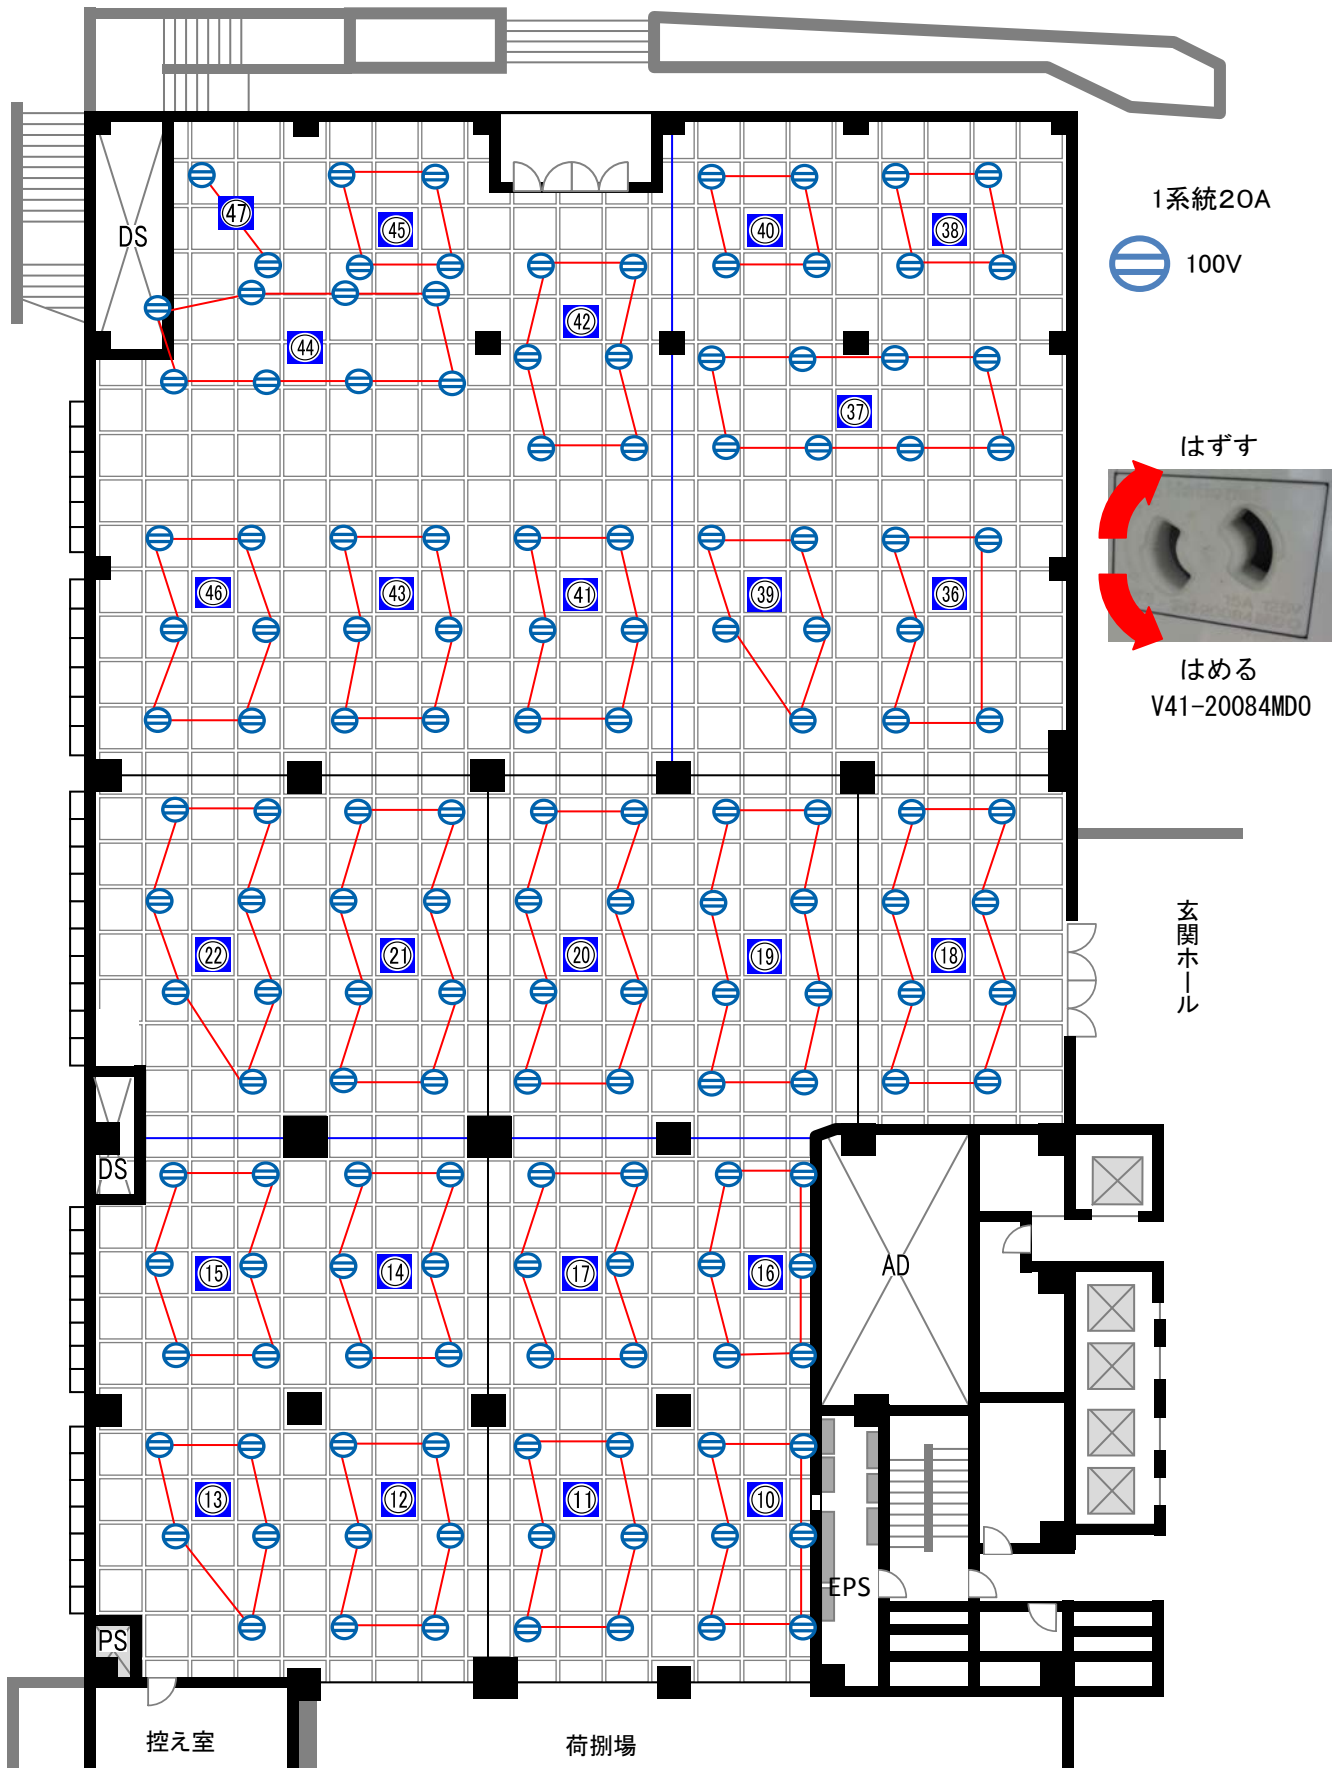 1系統20A
100V
DS
㊼
㊺
㊵
㊳
㊷
㊹
㊲
はずす
㊻
㊸
㊶
㊴
㊱
はめる
V41-20084MDO
玄関ホール
㉒
㉑
⑳
⑲
⑱
DS
⑮
⑭
⑰
⑯
AD
⑬
⑫
⑪
⑩
EPS
PS
控え室
荷捌場